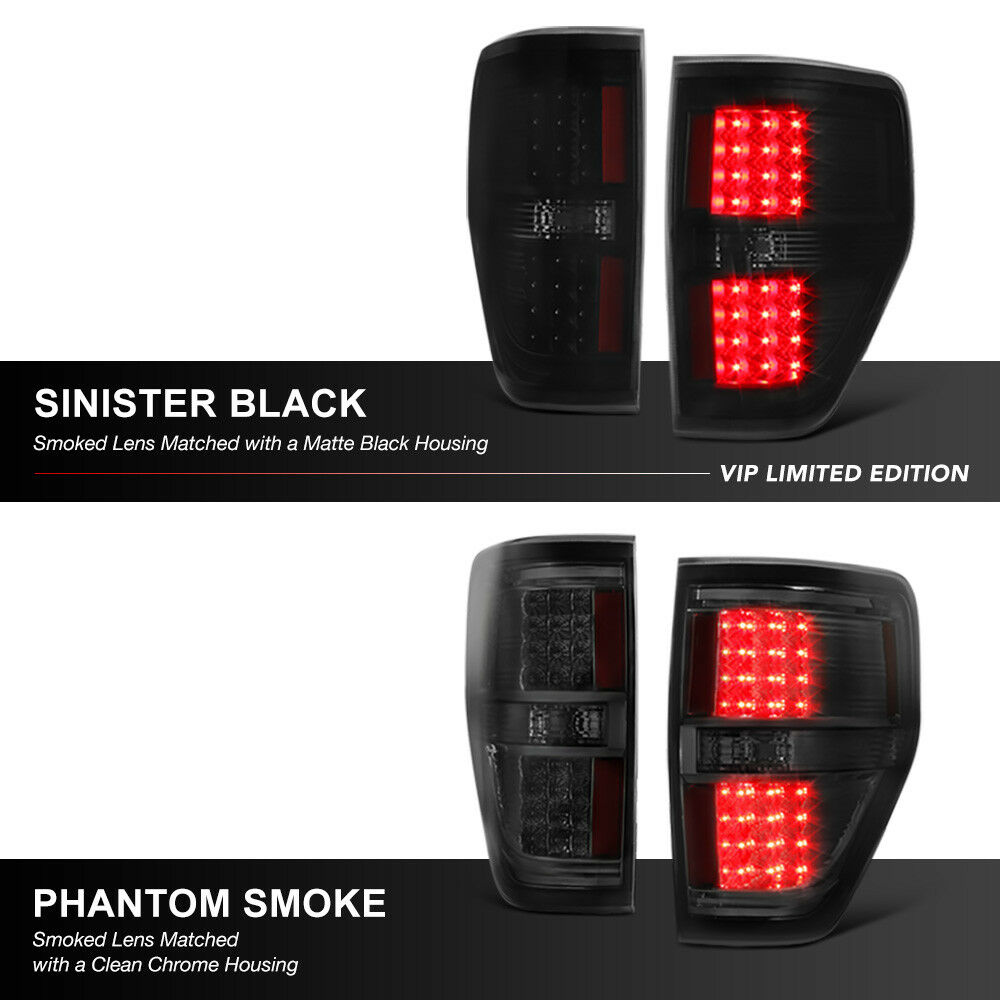 SINISTER BLACK
Smoked Lens Matched with a Matte Black Housing
VIP LIMITED EDITION
PHANTOM SMOKE
Smoked Lens Matched
with a Clean Chrome Housing